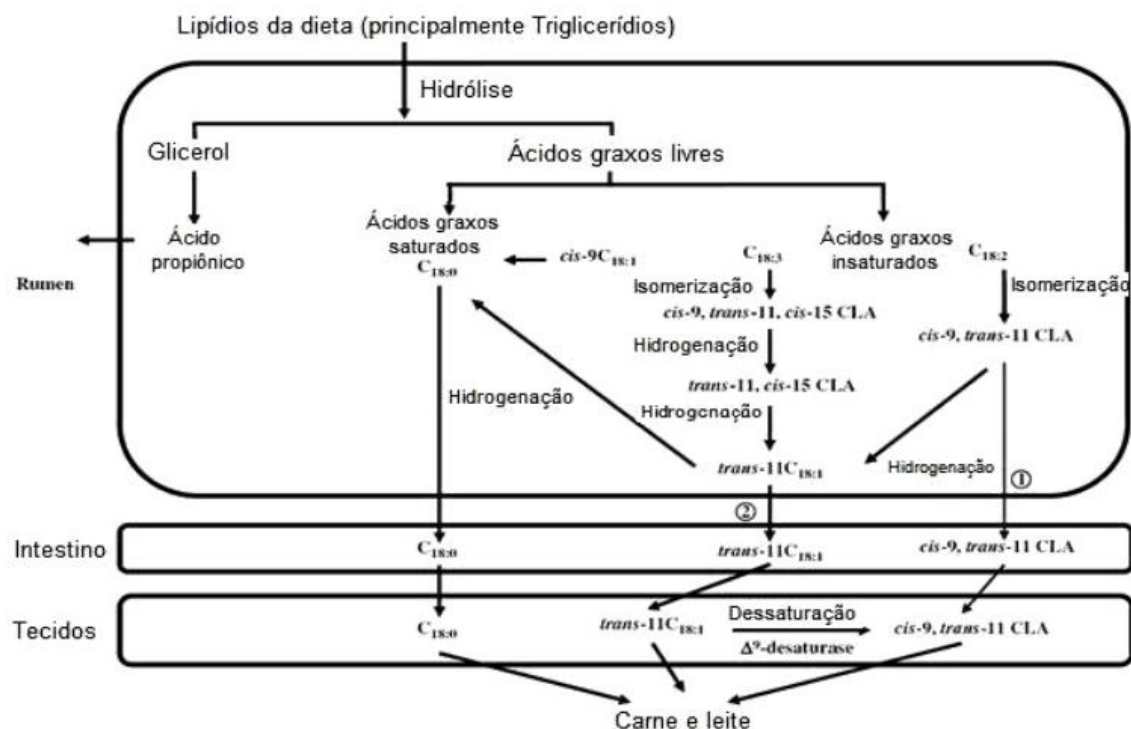 Lipídios da dieta (principalmente Triglicerídios)
Hidrólise
Glicerol
Ácidos graxos livres
Ácido
propiônico
Ácidos graxos
saturados
C18:0
cis-9C18:1
C18:3
Ácidos graxos
insaturados
C18:2
Rumen
Isomerização
Isomerização
cis-9, trans-11, cis-15 CLA
cis-9, trans-11 CLA
Hidrogenação
trans-11, cis-15 CLA
Hidrogenação
Hidrogenação
trans-11C18:1
Hidrogenação
①
②
Intestino
C18:0
trans-11C18:1
cis-9, trans-11 CLA
Tecidos
C18:0
trans-11C18:1
Dessaturação
Δ9-desaturase
cis-9, trans-11 CLA
Carne e leite